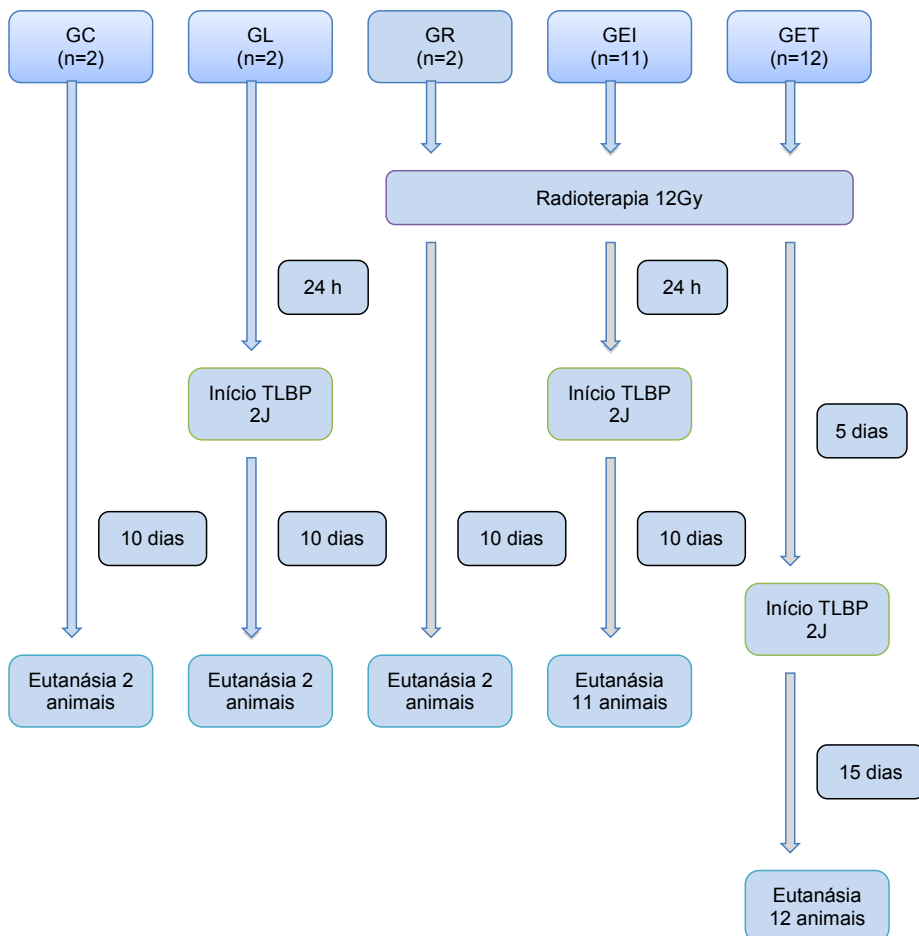 GC
(n=2)
GL
(n=2)
GR
(n=2)
GEI
(n=11)
GET
(n=12)
Radioterapia 12Gy
24 h
24 h
Início TLBP
2J
Início TLBP
2J
5 dias
10 dias
10 dias
10 dias
10 dias
Início TLBP
2J
Eutanásia 2
animais
Eutanásia 2
animais
Eutanásia 2
animais
Eutanásia
11 animais
15 dias
Eutanásia
12 animais